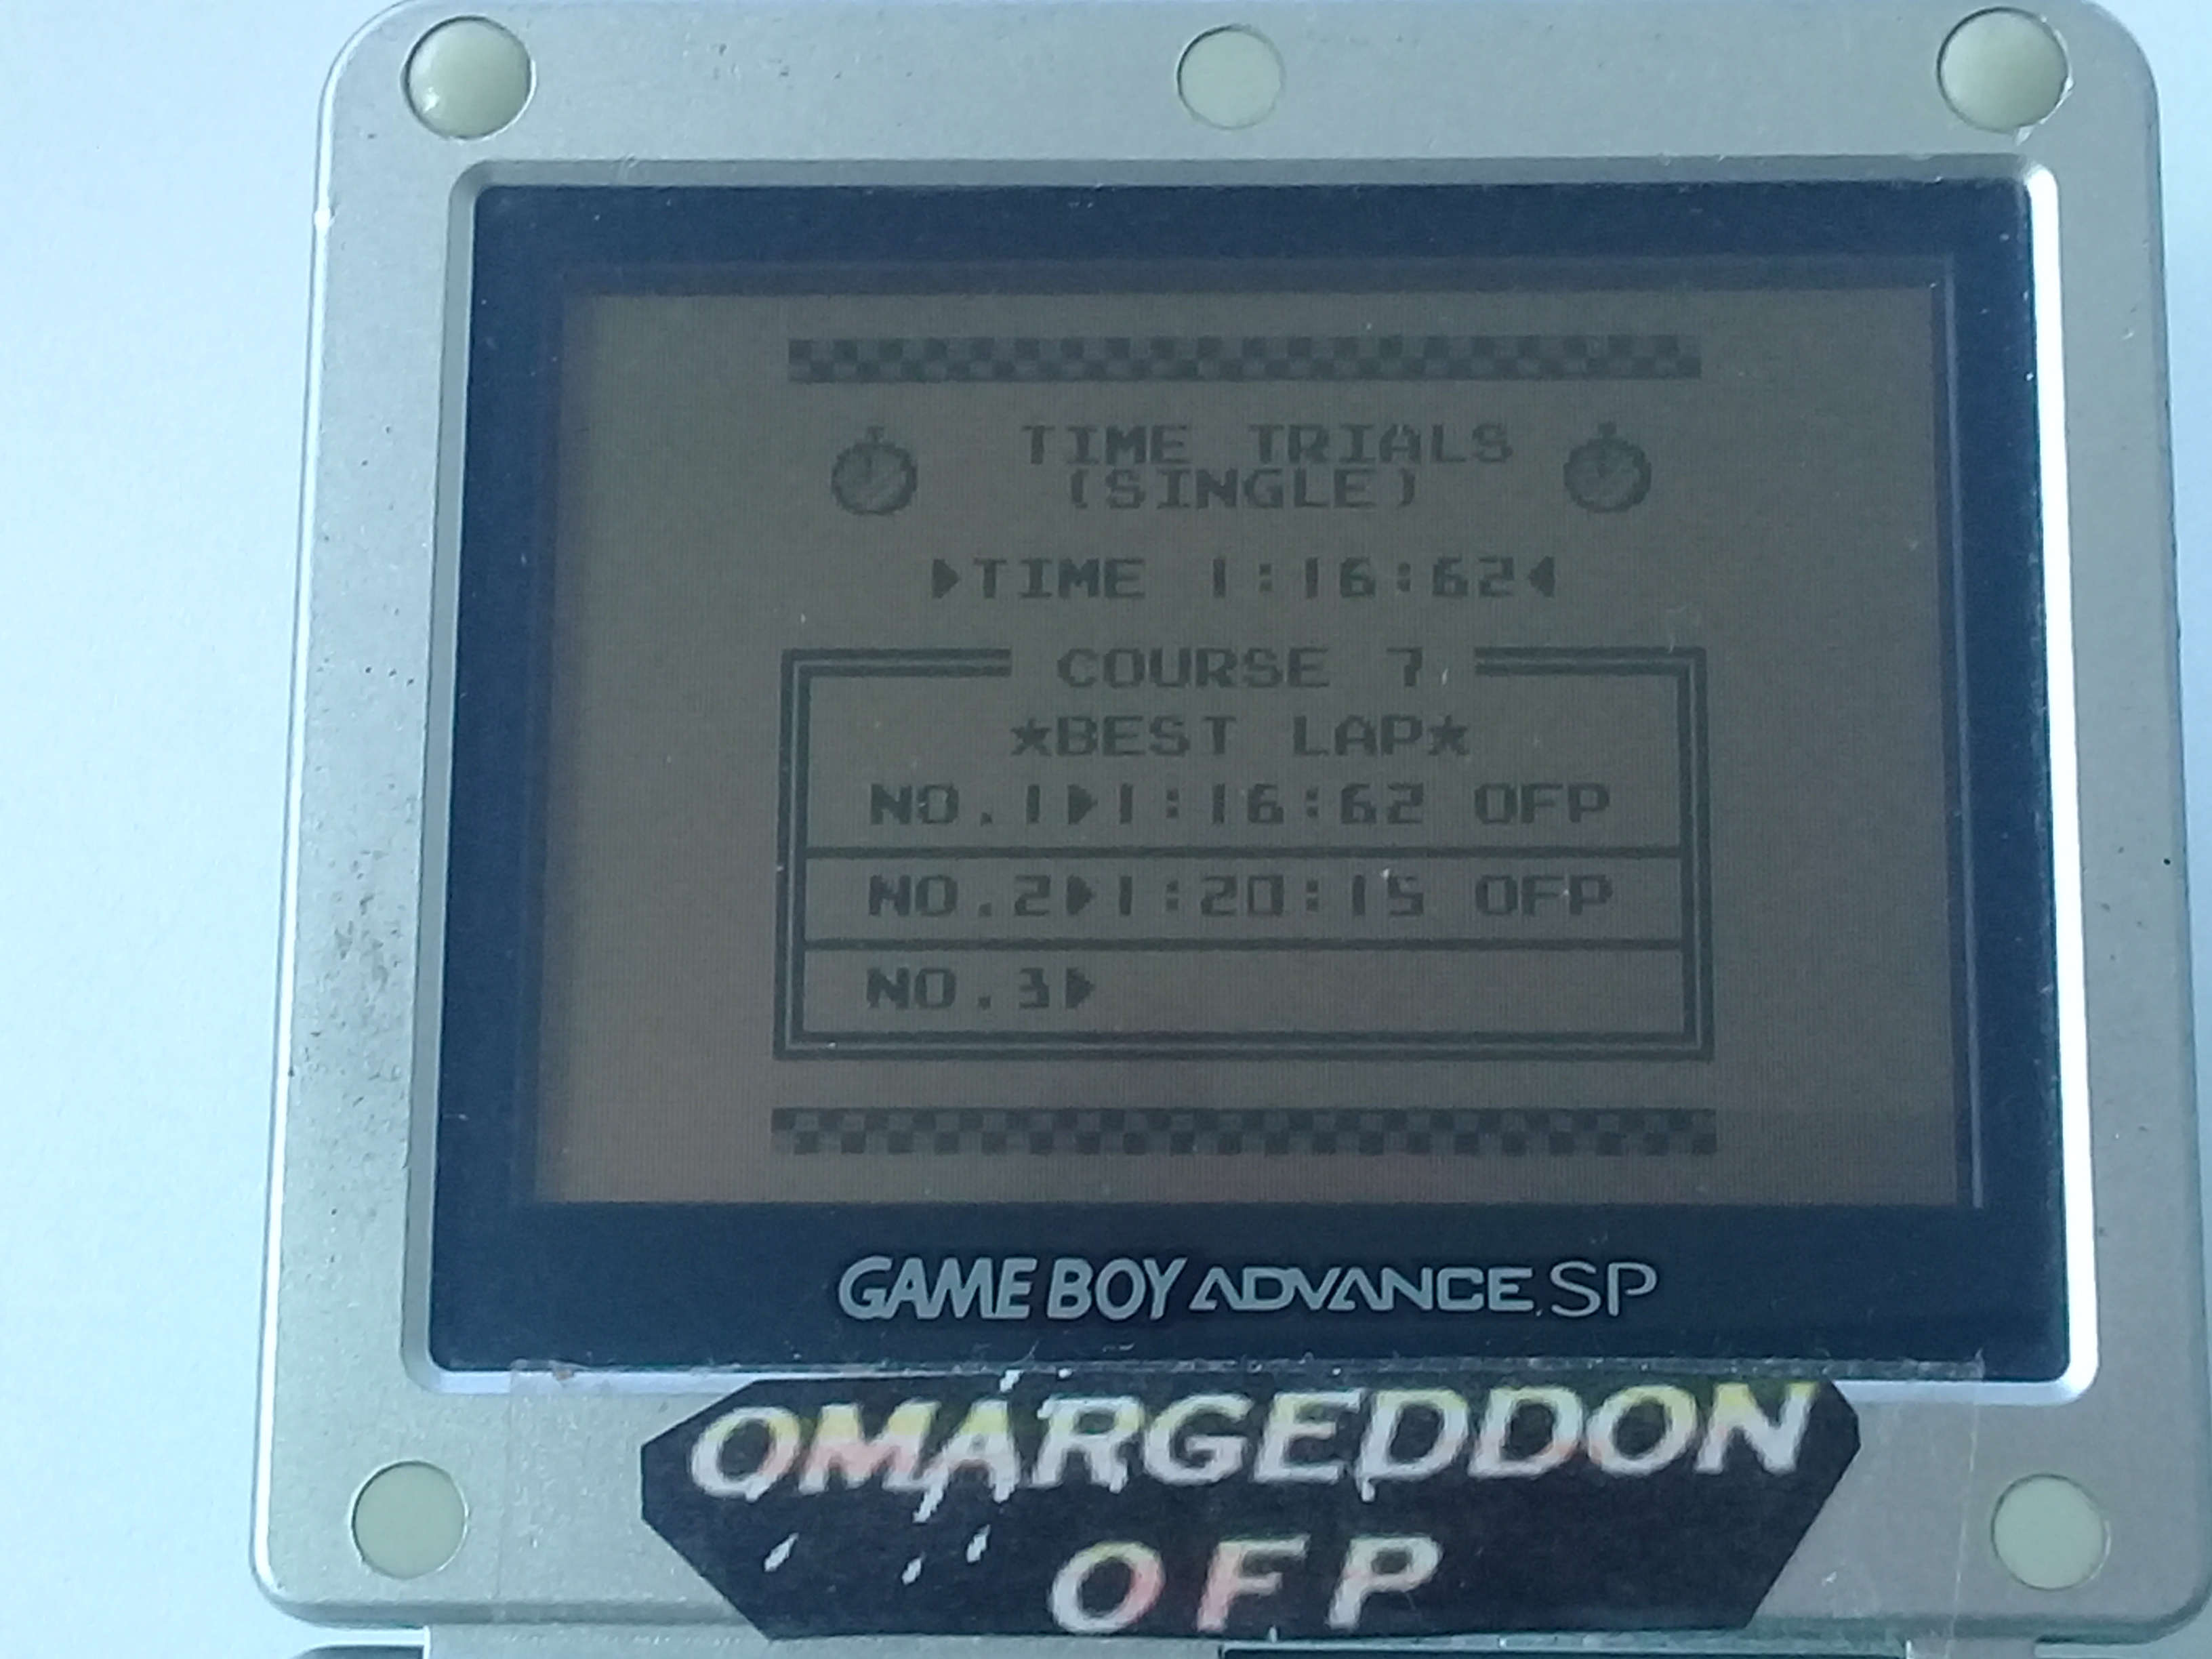 TIME TRIALS
(SINGLE)
▶TIME 1:16:62◀
COURSE 7
★BEST LAP★
NO.1▶1:16:62 OFP
NO.2▶1:20:15 OFP
NO.3▶
GAME BOY ADVANCE SP
OMARGEDDON
OFP